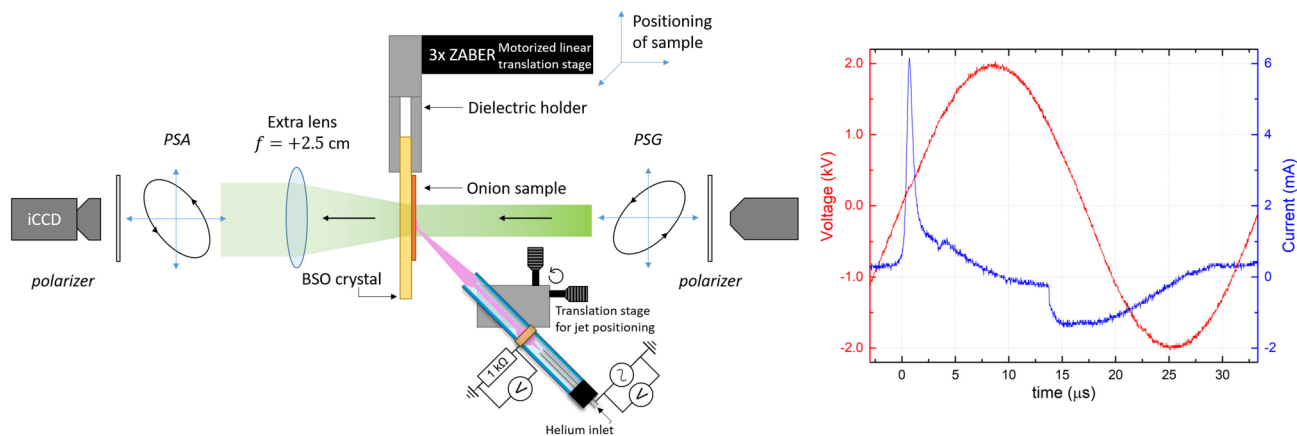 Positioning
of sample
3x ZABER Motorized linear
translation stage
Dielectric holder
PSA
Extra lens
f = +2.5 cm
PSG
Onion sample
iCCD
polarizer
BSO crystal
polarizer
Translation stage
for jet positioning
1 kΩ
V
V
Helium inlet
Voltage (kV)
2.0
1.0
0.0
-1.0
-2.0
Current (mA)
6
4
2
0
-2
0 5 10 15 20 25 30
time (μs)